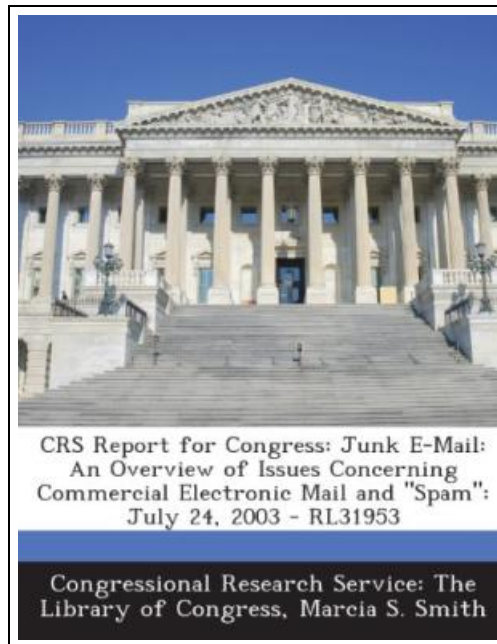 CRS Report for Congress: Junk E-Mail:
An Overview of Issues Concerning
Commercial Electronic Mail and "Spam":
July 24, 2003 - RL31953
Congressional Research Service: The
Library of Congress, Marcia S. Smith